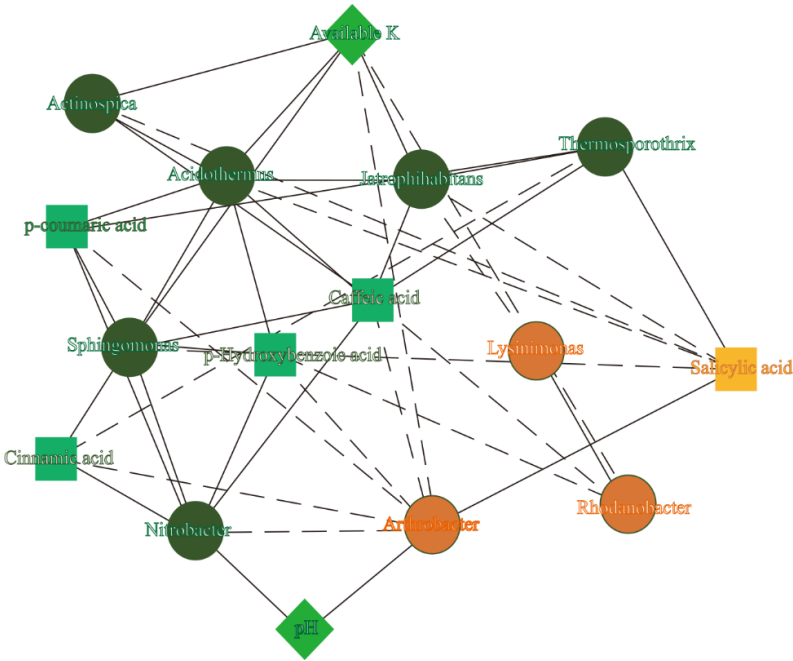 Available K
Actinospica
Thermosporothrix
Acidothermus
Jatrophihabitans
p-coumaric acid
Caffeic acid
Sphingomonas
p-Hydroxybenzoic acid
Lysinimonas
Salicylic acid
Cinnamic acid
Rhodanobacter
Nitrobacter
Arthrobacter
pH